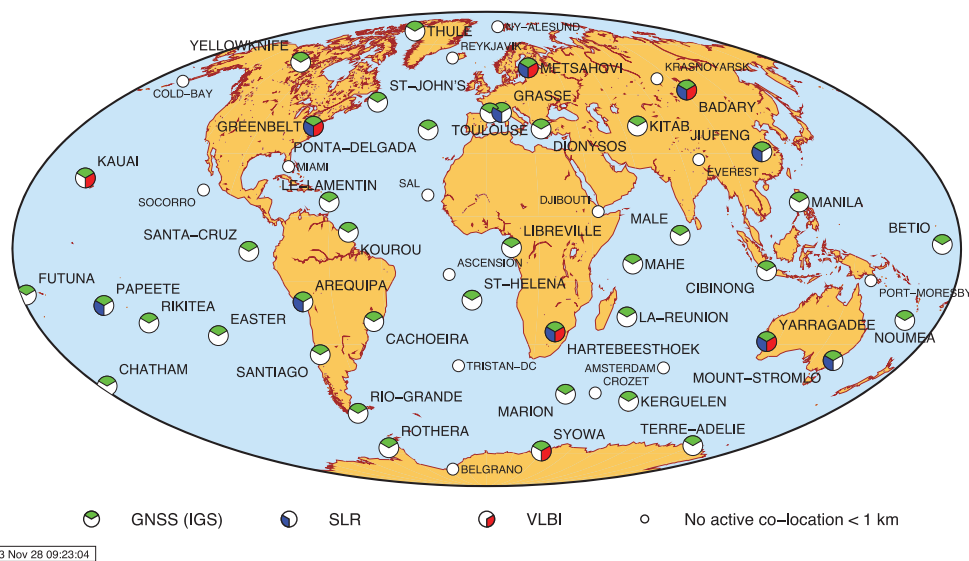 NY−ALESUND
THULE
REYKJAVIK
YELLOWKNIFE
METSAHOVI
KRASNOYARSK
COLD−BAY
ST−JOHN'S
GRASSE
BADARY
GREENBELT
TOULOUSE
KITAB
JIUFENG
PONTA−DELGADA
DIONYSOS
KAUAI
MIAMI
EVEREST
LE−LAMENTIN
SAL
SOCORRO
DJIBOUTI
MANILA
MALE
BETIO
SANTA−CRUZ
LIBREVILLE
KOUROU
ASCENSION
MAHE
FUTUNA
PAPEETE
AREQUIPA
ST−HELENA
CIBINONG
PORT−MORESBY
RIKITEA
EASTER
LA−REUNION
YARRAGADEE
CACHOEIRA
NOUMEA
HARTEBEESTHOEK
CHATHAM
SANTIAGO
TRISTAN−DC
AMSTERDAM
MOUNT−STROMLO
CROZET
RIO−GRANDE
MARION
KERGUELEN
ROTHERA
SYOWA
TERRE−ADELIE
BELGRANO
GNSS (IGS) SLR VLBI No active co−location < 1 km
3 Nov 28 09:23:04